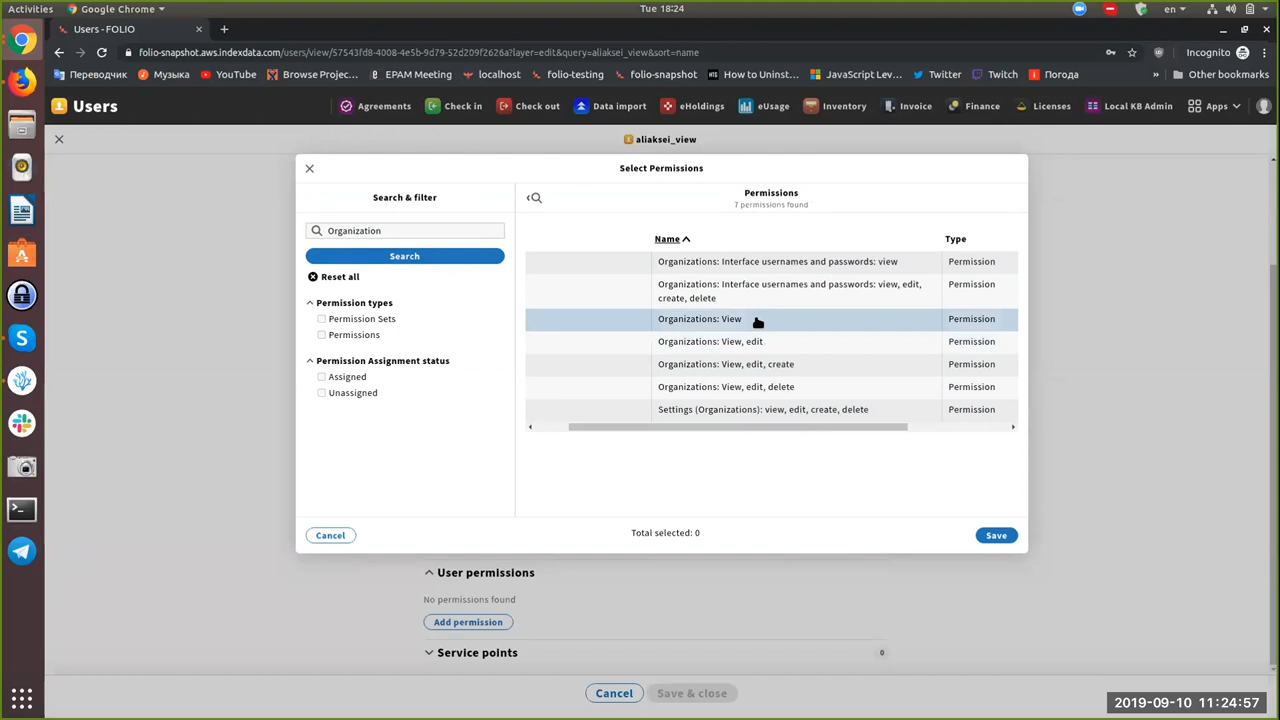 Activities
Google Chrome
Tue 18:24
en
Users - FOLIO
folio-snapshot.aws.indexdata.com/users/view/57543fd8-4008-4e5b-9d79-52d209f2626a?layer=edit&query=aliaksei_view&sort=name
Incognito
Переводчик
Музыка
YouTube
Browse Projec...
EPAM Meeting
localhost
folio-testing
folio-snapshot
How to Uninst...
JavaScript Lev...
Twitter
Twitch
Погода
»
Other bookmarks
Users
Agreements
Check in
Check out
Data import
eHoldings
eUsage
Inventory
Invoice
Finance
Licenses
Local KB Admin
Apps
aliaksei_view
Select Permissions
Search & filter
Permissions
7 permissions found
Organization
Search
Reset all
Permission types
Permission Sets
Permissions
Permission Assignment status
Assigned
Unassigned
Name
Type
Organizations: Interface usernames and passwords: view
Permission
Organizations: Interface usernames and passwords: view, edit,
create, delete
Permission
Organizations: View
Permission
Organizations: View, edit
Permission
Organizations: View, edit, create
Permission
Organizations: View, edit, delete
Permission
Settings (Organizations): view, edit, create, delete
Permission
Cancel
Total selected: 0
Save
User permissions
No permissions found
Add permission
Service points
0
Cancel
Save & close
2019-09-10 11:24:57